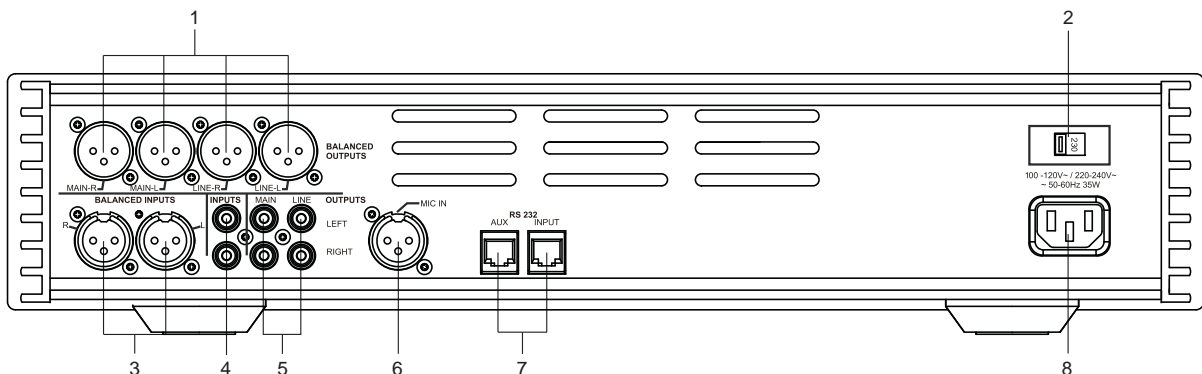 1 2
BALANCED
OUTPUTS
MAIN-R MAIN-L LINE-R LINE-L
230
100 -120V~ / 220-240V~
~ 50-60Hz 35W
BALANCED INPUTS INPUTS MAIN LINE OUTPUTS
R L
LEFT
RIGHT
MIC IN
RS 232
AUX INPUT
3 4 5 6 7 8